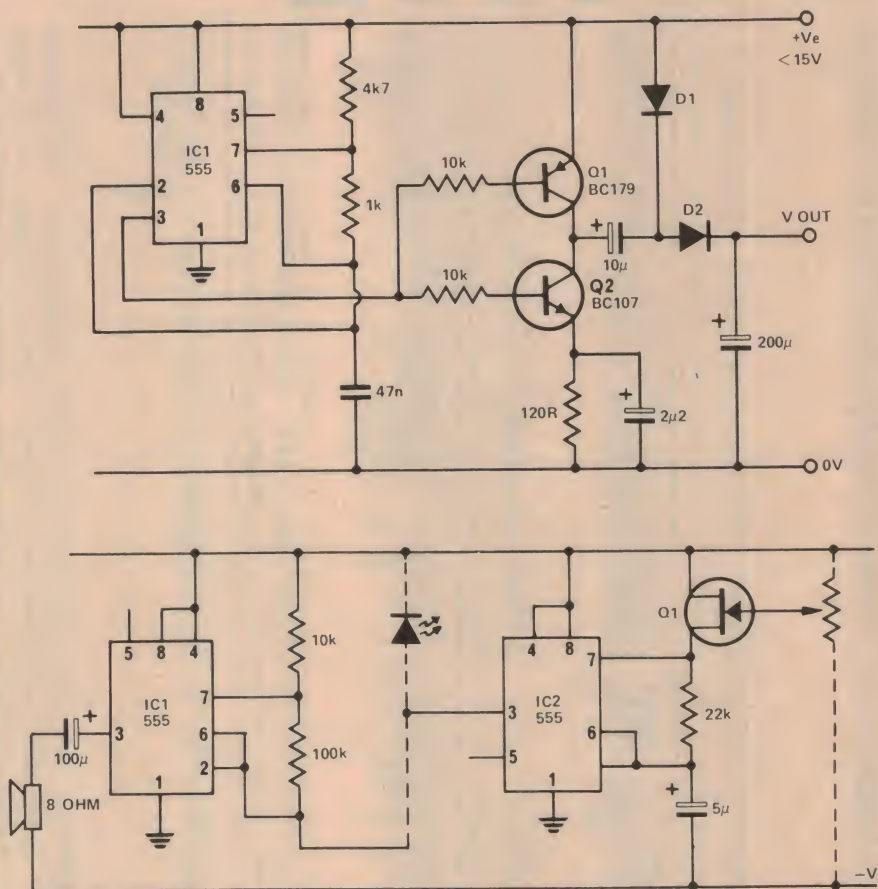 +Ve
<15V
4k7
D1
8
4
5
IC1
555
7
2
6
3
1
10k
Q1
BC179
1k
D2
V OUT
+
10µ
10k
Q2
BC107
+
200µ
47n
120R
+
2µ2
0V
5
8
4
10k
Q1
4
8
7
IC1
555
7
IC2
555
3
6
22k
+
3
6
100k
5
100µ
2
1
1
+
5µ
8 OHM
–V